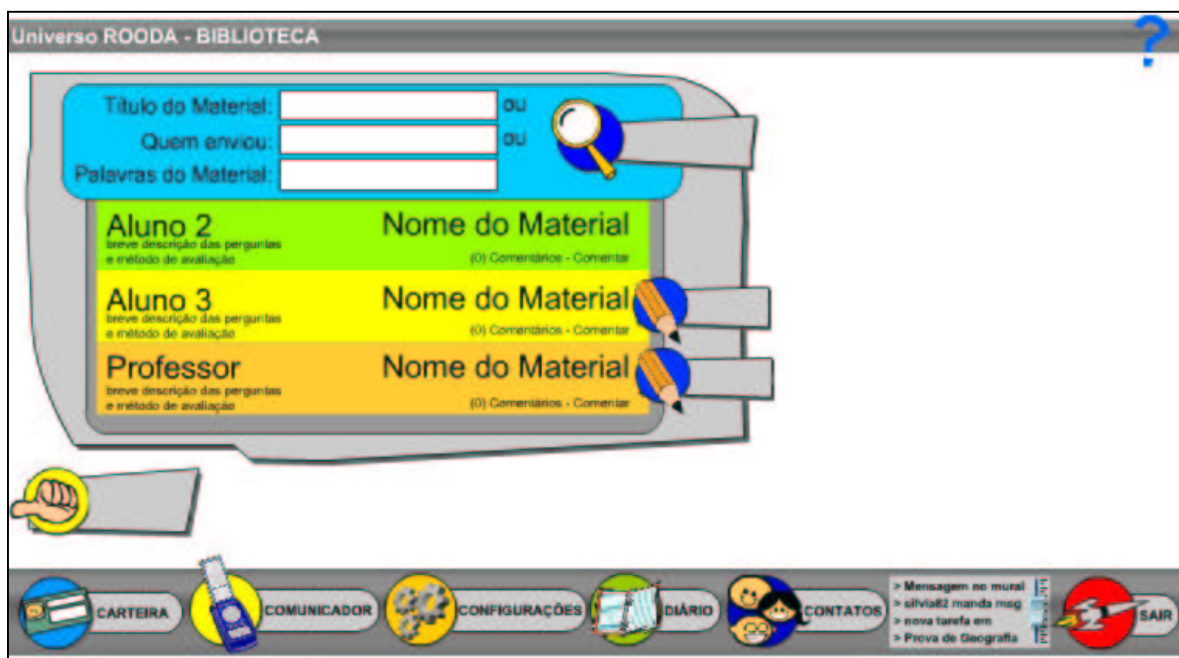 Universo ROODA - BIBLIOTECA
?
Título do Material: ou
Quem enviou: ou
Palavras do Material:
Aluno 2 Nome do Material
breve descrição das perguntas
e método de avaliação (0) Comentários - Comentar
Aluno 3 Nome do Material
breve descrição das perguntas
e método de avaliação (0) Comentários - Comentar
Professor Nome do Material
breve descrição das perguntas
e método de avaliação (0) Comentários - Comentar
CARTEIRA COMUNICADOR CONFIGURAÇÕES DIÁRIO CONTATOS SAIR
> Mensagem no mural
> silvia82 manda msg
> nova tarefa em
> Prova de Geografia